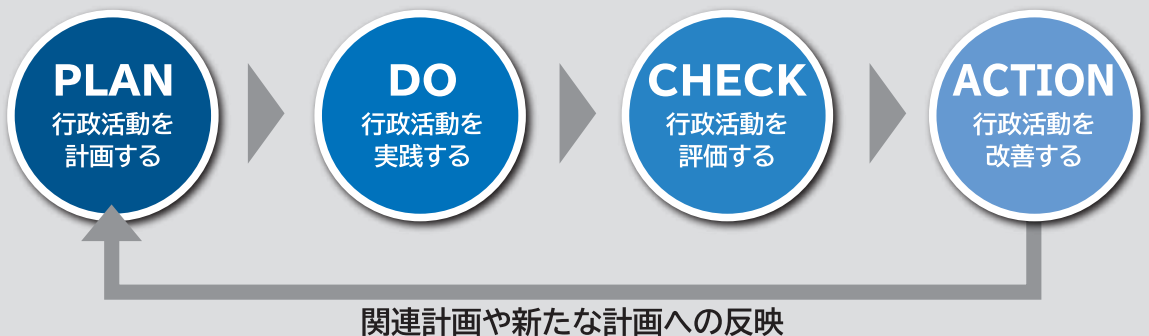 PLAN
行政活動を
計画する
DO
行政活動を
実践する
CHECK
行政活動を
評価する
ACTION
行政活動を
改善する
関連計画や新たな計画への反映